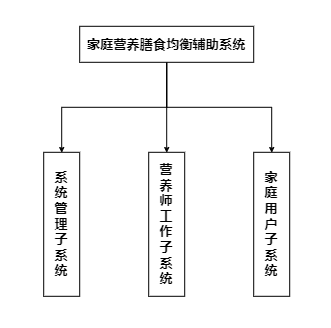 家庭营养膳食均衡辅助系统
系统管理子系统
营养师工作子系统
家庭用户子系统